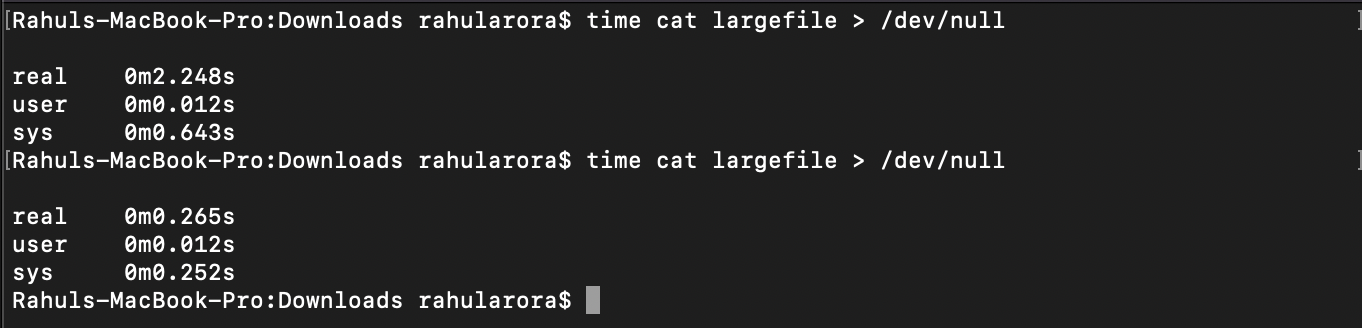 [Rahuls-MacBook-Pro:Downloads rahularora$ time cat largefile > /dev/null ]
real 0m2.248s
user 0m0.012s
sys 0m0.643s
[Rahuls-MacBook-Pro:Downloads rahularora$ time cat largefile > /dev/null ]
real 0m0.265s
user 0m0.012s
sys 0m0.252s
Rahuls-MacBook-Pro:Downloads rahularora$